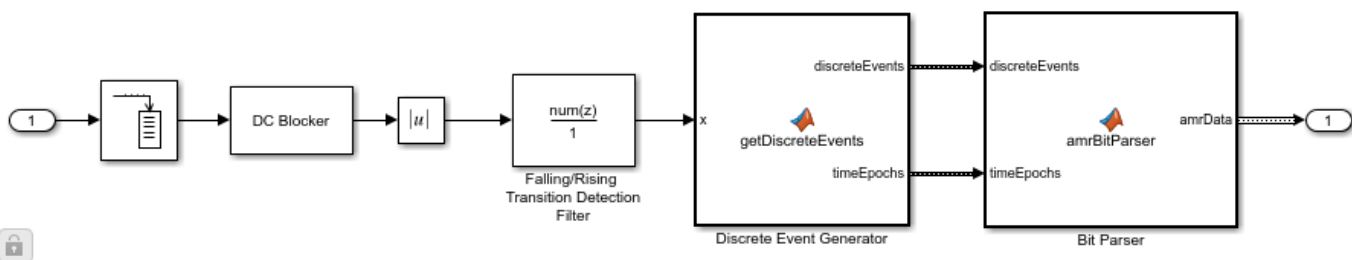 1
DC Blocker
|u|
num(z)
1
Falling/Rising
Transition Detection
Filter
x
discreteEvents
getDiscreteEvents
timeEpochs
Discrete Event Generator
discreteEvents
amrData
amrBitParser
timeEpochs
Bit Parser
1